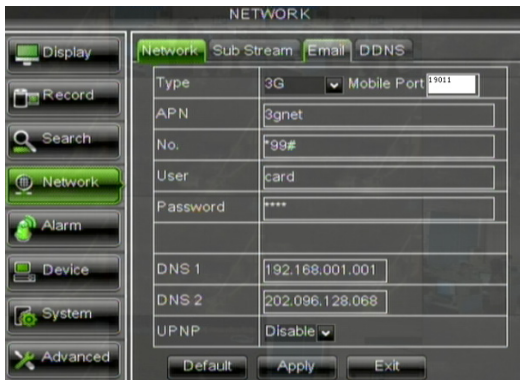 NETWORK
Display
Record
Search
Network
Alarm
Device
System
Advanced
Network Sub Stream Email DDNS
Type 3G Mobile Port 19011
APN 3gnet
No. *99#
User card
Password ****
DNS 1 192.168.001.001
DNS 2 202.096.128.068
UPNP Disable
Default Apply Exit